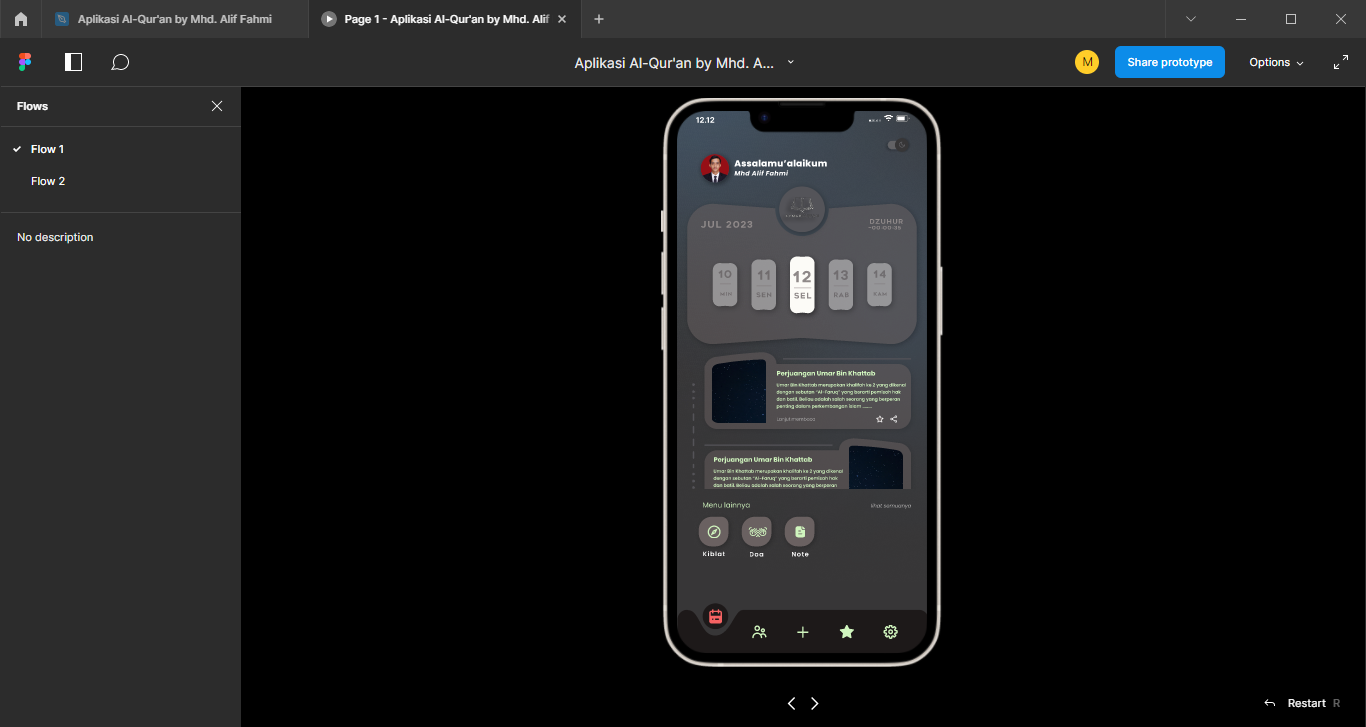 Aplikasi Al-Qur'an by Mhd. Alif Fahmi
Page 1 - Aplikasi Al-Qur'an by Mhd. Alif
Aplikasi Al-Qur'an by Mhd. A...
M
Share prototype
Options
Flows
Flow 1
Flow 2
No description
12.12
Assalamu'alaikum
Mhd Alif Fahmi
JUL 2023
DZUHUR
10
MIN
11
SEN
12
SEL
13
RAB
14
KAM
Perjuangan Umar Bin Khattab
Umar Bin Khattab merupakan khalifah ke 2 yang dikenal
dengan sebutan "Al-Faruq" yang berarti pemisah hak
dan batil. Beliau adalah salah seorang yang berperan
penting dalam perkembangan islam ........
Lanjut membaca
Perjuangan Umar Bin Khattab
Umar Bin Khattab merupakan khalifah ke 2 yang dikenal
dengan sebutan "Al-Faruq" yang berarti pemisah hak
dan batil. Beliau adalah salah seorang yang berperan
Menu lainnya
lihat semuanya
Kiblat
Doa
Note
Restart R